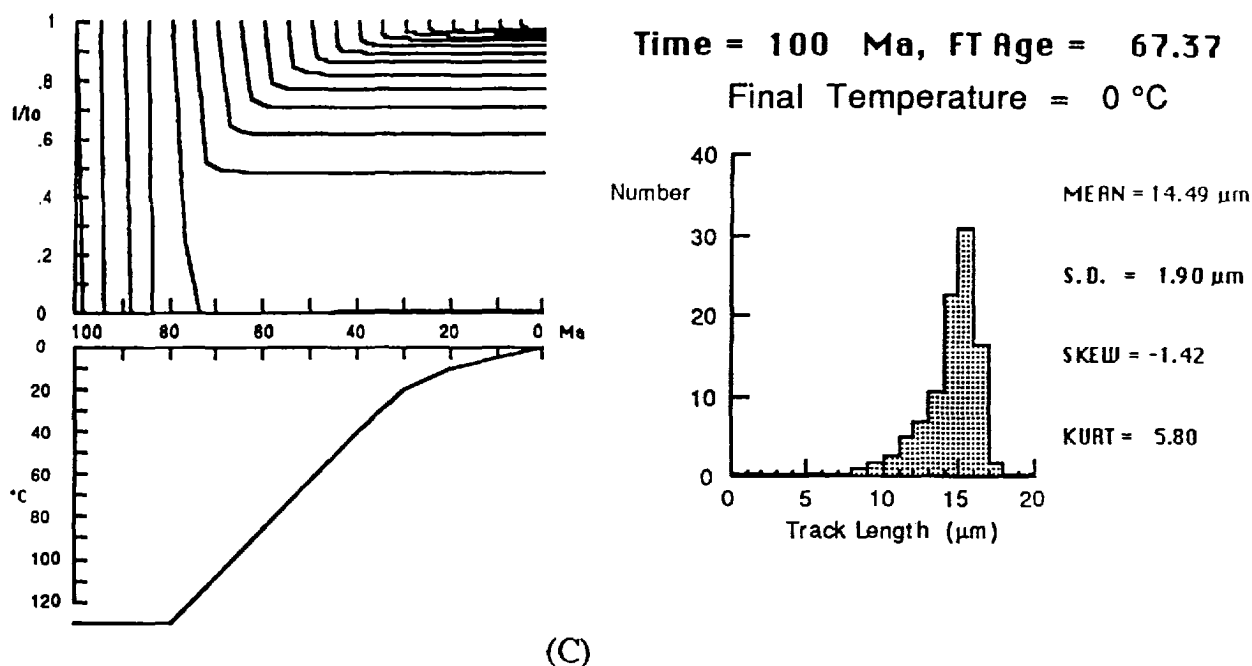 1
.8
l/lo
.6
.4
.2
0
100 80 60 40 20 0 Ma
0
20
40
60
°C
80
100
120
Time = 100 Ma, FT Age = 67.37
Final Temperature = 0 °C
40
Number
30
20
10
0
0 5 10 15 20
Track Length (µm)
MEAN = 14.49 µm
S.D. = 1.90 µm
SKEW = -1.42
KURT = 5.80
(C)